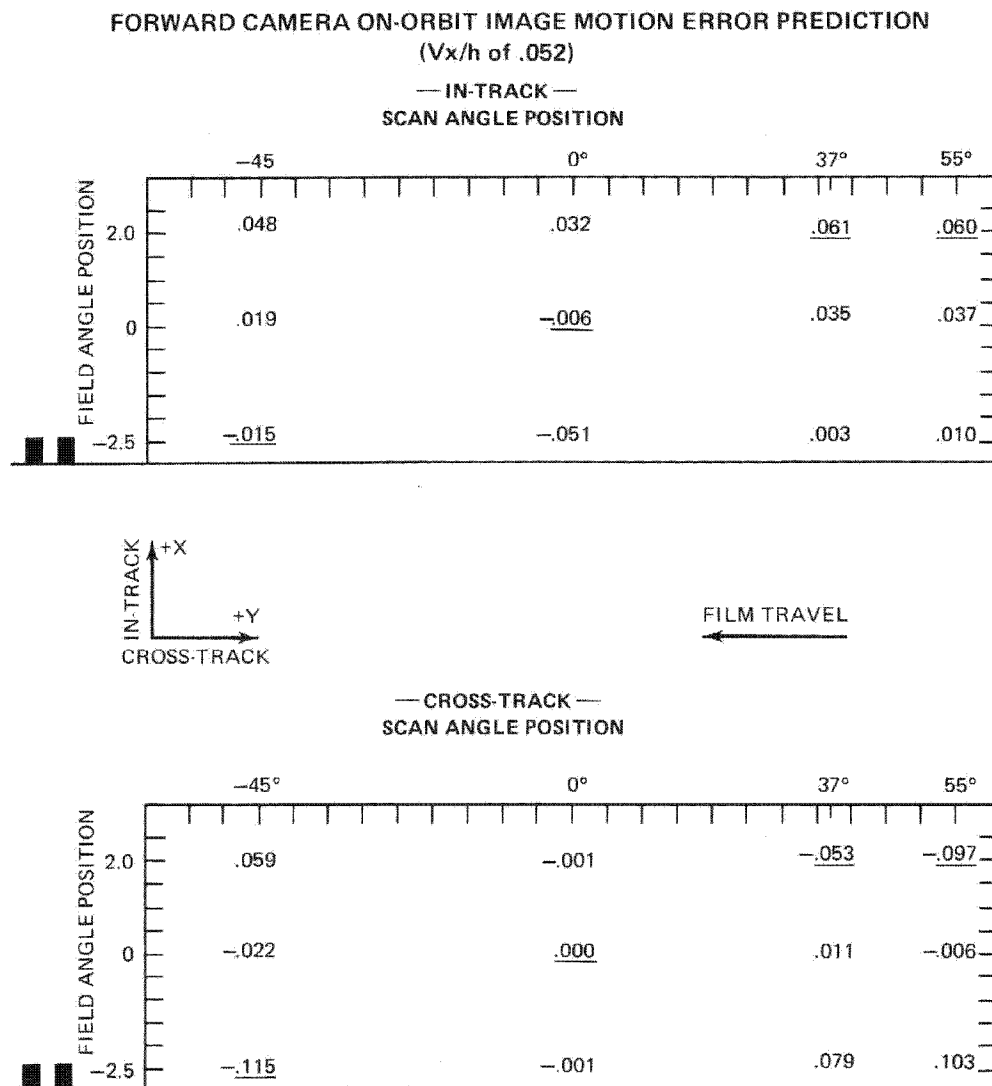 FORWARD CAMERA ON-ORBIT IMAGE MOTION ERROR PREDICTION
(Vx/h of .052)
— IN-TRACK —
SCAN ANGLE POSITION
−45 0° 37° 55°
FIELD ANGLE POSITION
2.0 .048 .032 .061 .060
0 .019 −.006 .035 .037
−2.5 −.015 −.051 .003 .010
IN-TRACK
+X
+Y
CROSS-TRACK
FILM TRAVEL
— CROSS-TRACK —
SCAN ANGLE POSITION
−45° 0° 37° 55°
FIELD ANGLE POSITION
2.0 .059 −.001 −.053 −.097
0 −.022 .000 .011 −.006
−2.5 −.115 −.001 .079 .103